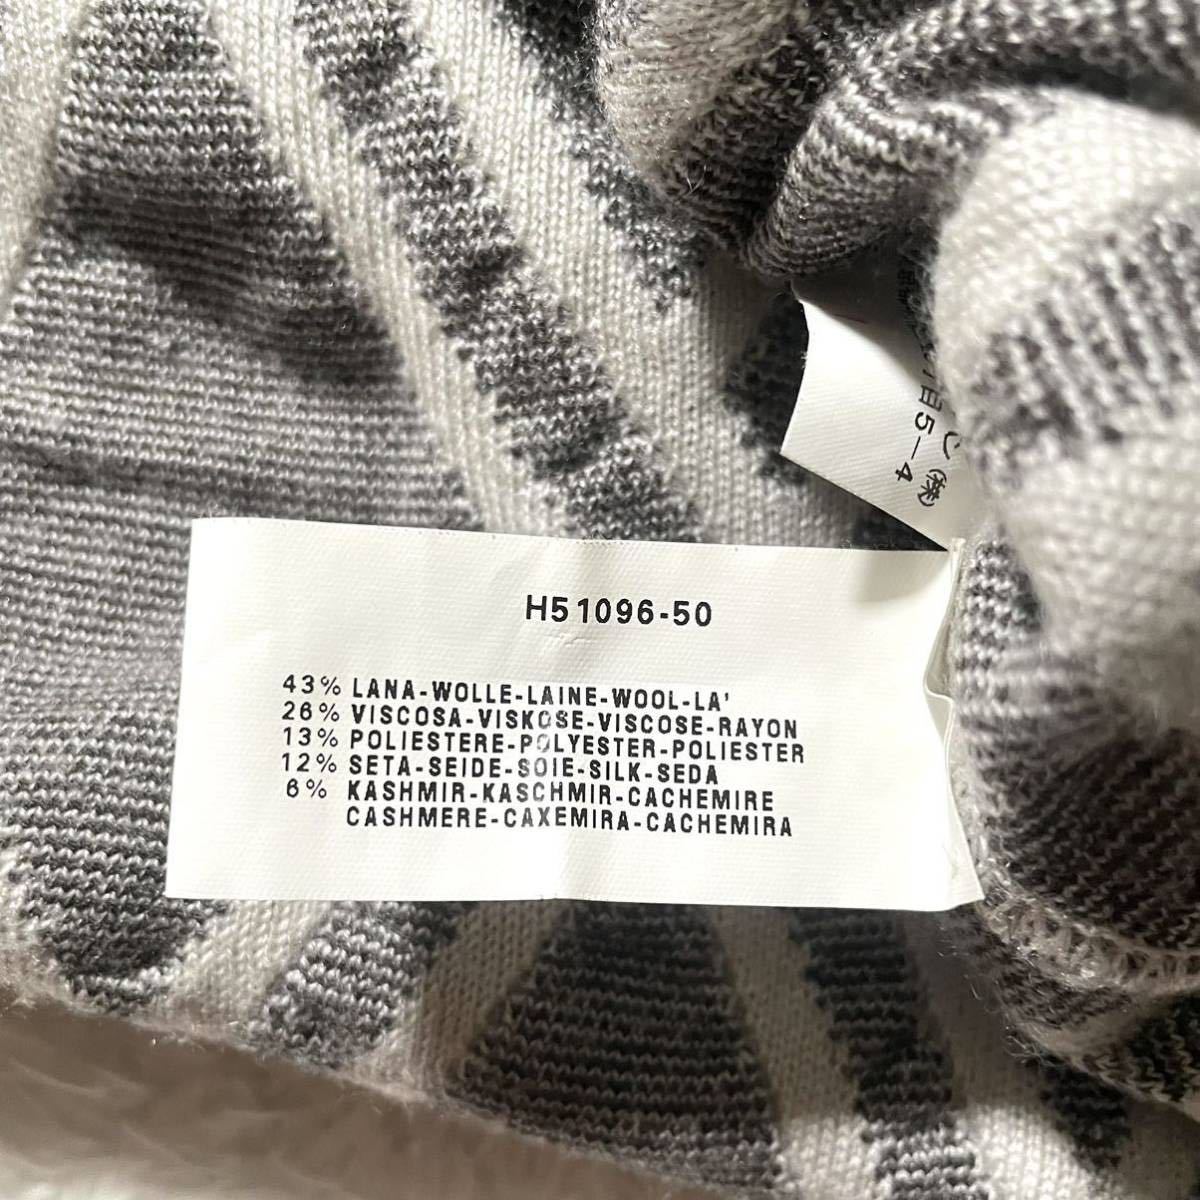 H51096-50
43% LANA-WOLLE-LAINE-WOOL-LA'
26% VISCOSA-VISKOSE-VISCOSE-RAYON
13% POLIESTERE-POLYESTER-POLIESTER
12% SETA-SEIDE-SOIE-SILK-SEDA
6% KASHMIR-KASCHMIR-CACHEMIRE
CASHMERE-CAXEMIRA-CACHEMIRA
(株)
目5-4